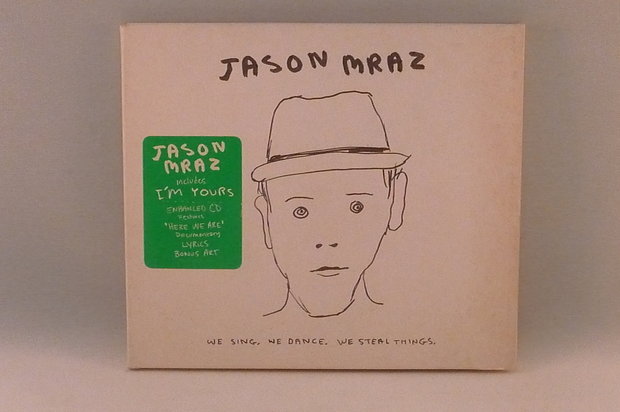 JASON MRAZ
JASON
MRAZ
includes
I'M YOURS
ENHANCED CD
features
"HERE WE ARE"
Documentary
LYRICS
BONUS ART
WE SING. WE DANCE. WE STEAL THINGS.